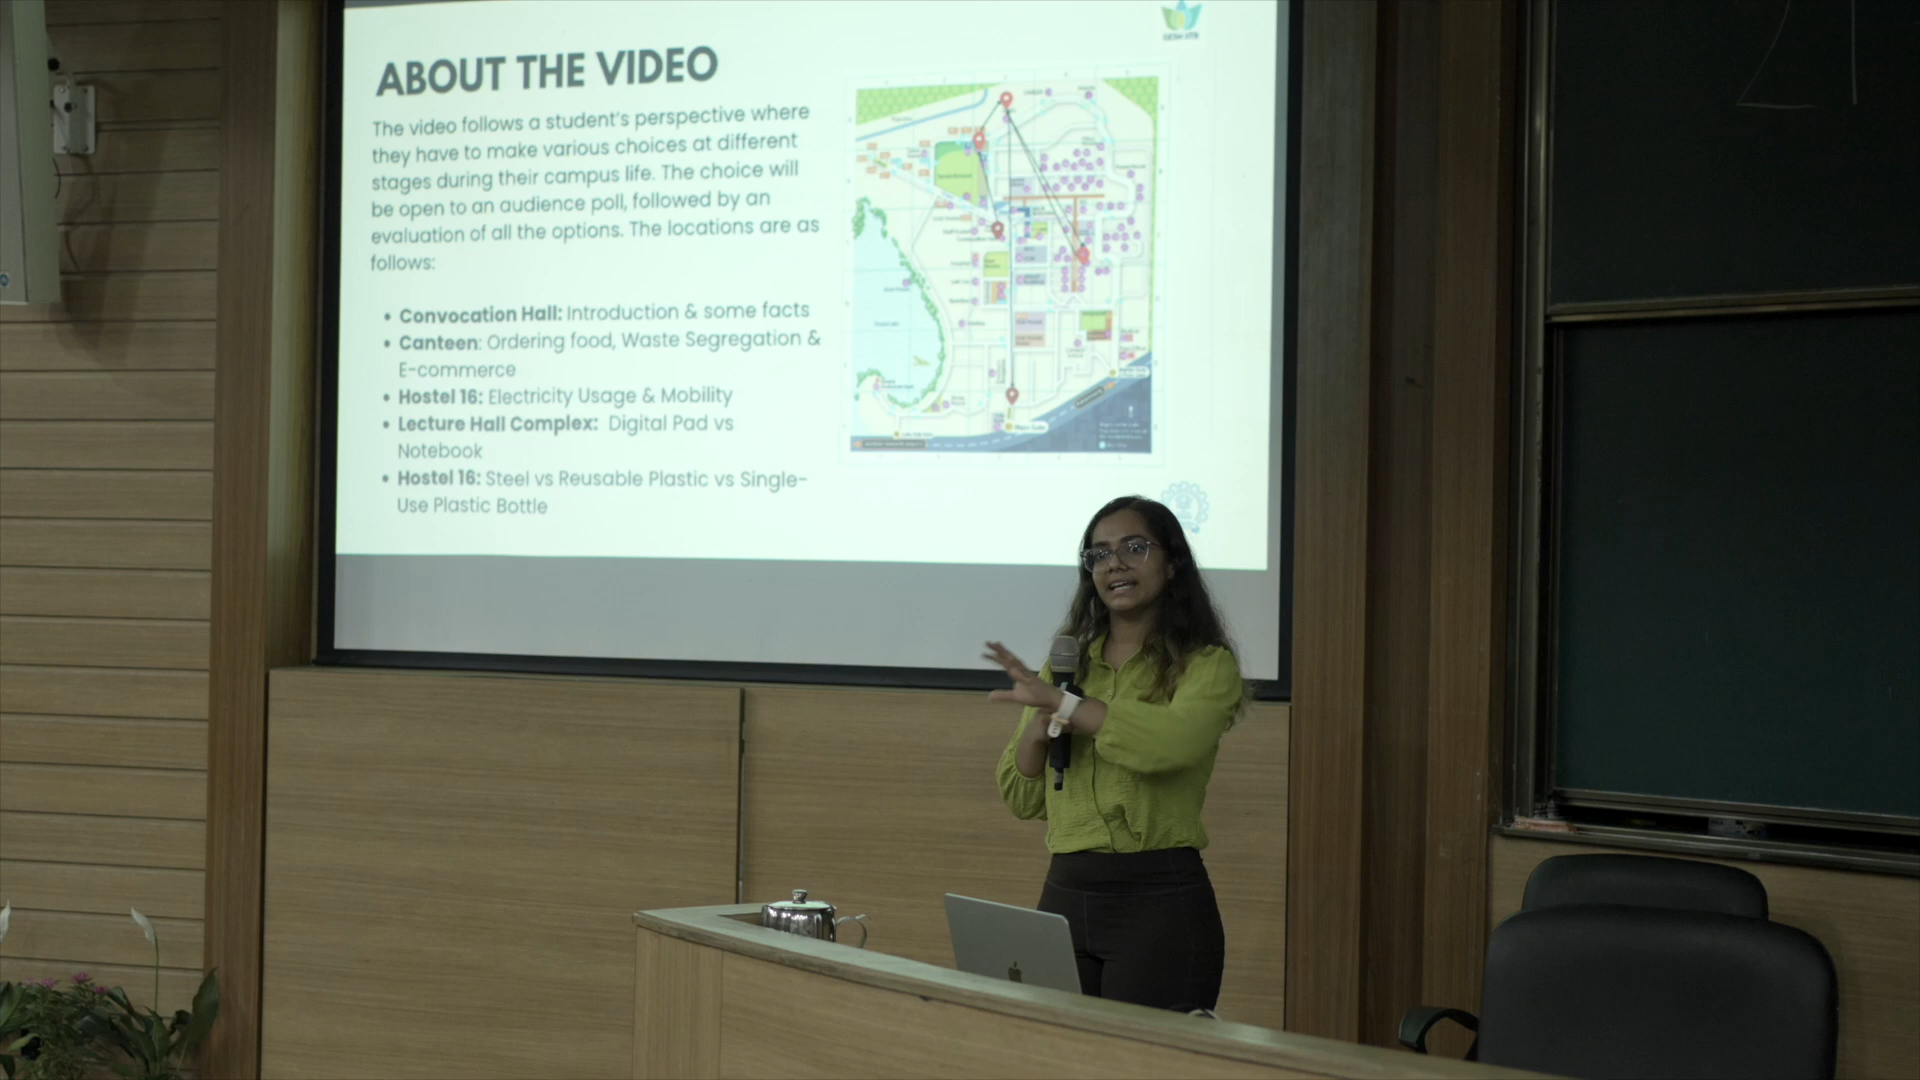 ABOUT THE VIDEO
The video follows a student's perspective where
they have to make various choices at different
stages during their campus life. The choice will
be open to an audience poll, followed by an
evaluation of all the options. The locations are as
follows:
• Convocation Hall: Introduction & some facts
• Canteen: Ordering food, Waste Segregation &
E-commerce
• Hostel 16: Electricity Usage & Mobility
• Lecture Hall Complex: Digital Pad vs
Notebook
• Hostel 16: Steel vs Reusable Plastic vs Single-
Use Plastic Bottle